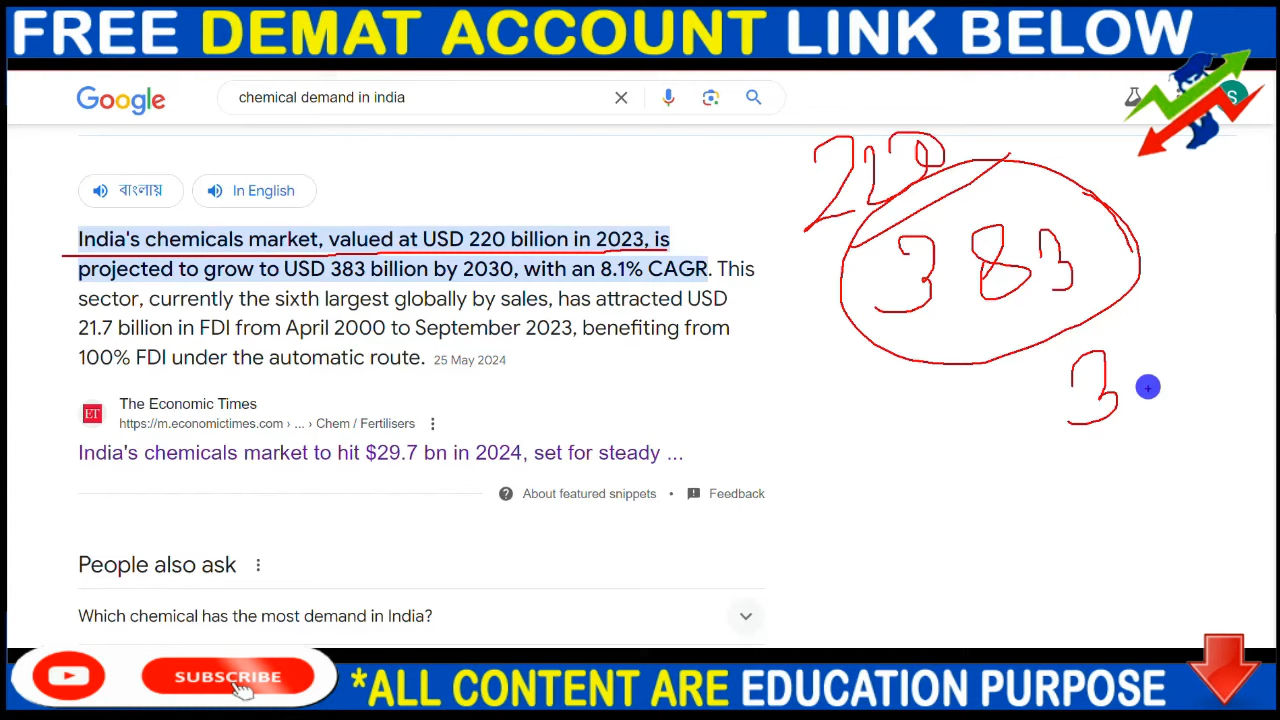 FREE DEMAT ACCOUNT LINK BELOW
Google
chemical demand in india
S
বাংলায়
In English
India's chemicals market, valued at USD 220 billion in 2023, is
projected to grow to USD 383 billion by 2030, with an 8.1% CAGR. This
sector, currently the sixth largest globally by sales, has attracted USD
21.7 billion in FDI from April 2000 to September 2023, benefiting from
100% FDI under the automatic route. 25 May 2024
383
3
ET
The Economic Times
https://m.economictimes.com › ... › Chem / Fertilisers
India's chemicals market to hit $29.7 bn in 2024, set for steady ...
About featured snippets • Feedback
People also ask
Which chemical has the most demand in India?
SUBSCRIBE
*ALL CONTENT ARE EDUCATION PURPOSE